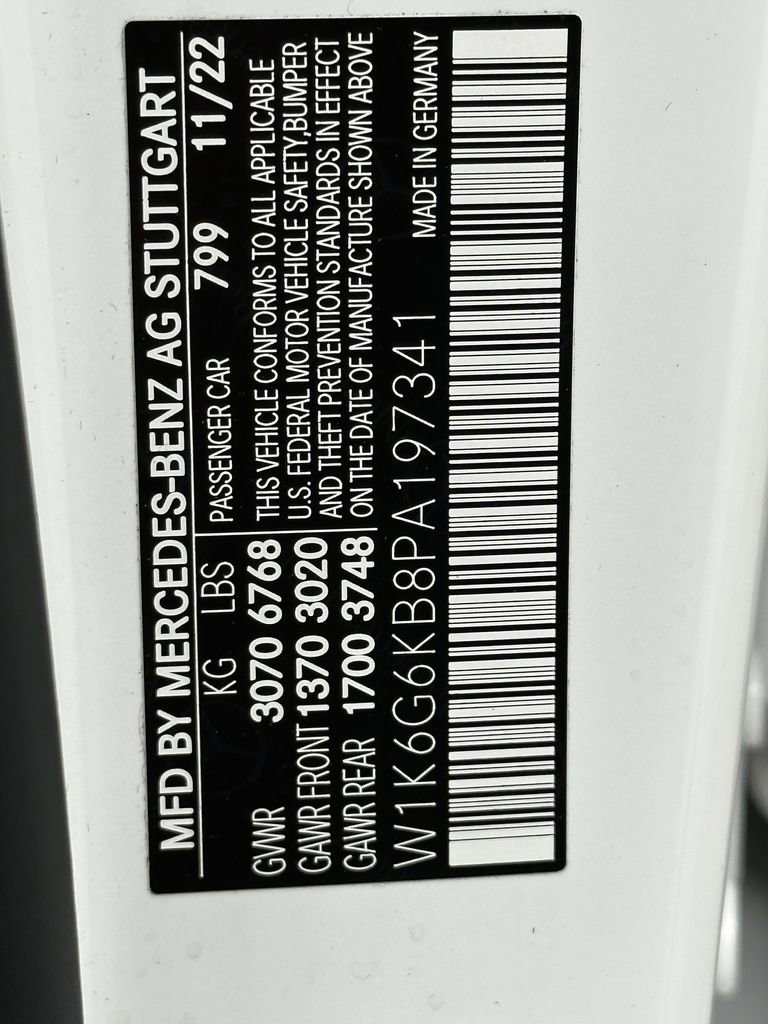 MFD BY MERCEDES-BENZ AG STUTTGART
KG LBS PASSENGER CAR 799 11/22
GVWR 3070 6768 THIS VEHICLE CONFORMS TO ALL APPLICABLE
GAWR FRONT 1370 3020 U.S. FEDERAL MOTOR VEHICLE SAFETY,BUMPER
AND THEFT PREVENTION STANDARDS IN EFFECT
GAWR REAR 1700 3748 ON THE DATE OF MANUFACTURE SHOWN ABOVE
W1K6G6KB8PA197341 MADE IN GERMANY